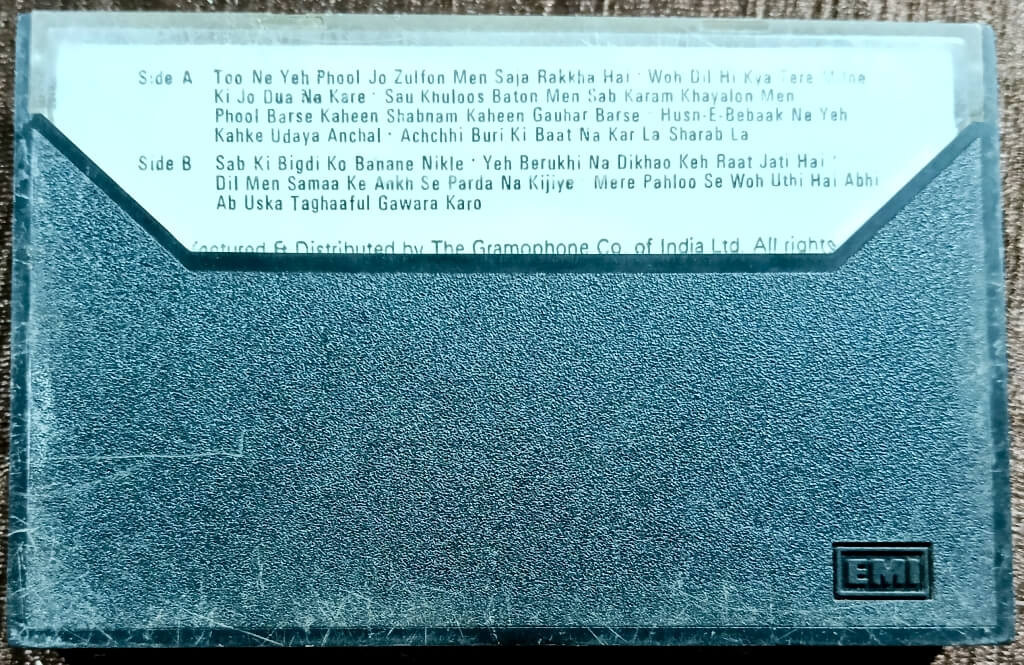 Side A Too Ne Yeh Phool Jo Zulfon Men Saja Rakkha Hai · Woh Dil Hi Kya Tere Milne
Ki Jo Dua Na Kare · Sau Khuloos Baton Men Sab Karam Khayalon Men
Phool Barse Kaheen Shabnam Kaheen Gauhar Barse · Husn-E-Bebaak Ne Yeh
Kahke Udaya Anchal · Achchhi Buri Ki Baat Na Kar La Sharab La
Side B Sab Ki Bigdi Ko Banane Nikle · Yeh Berukhi Na Dikhao Keh Raat Jati Hai ·
Dil Men Samaa Ke Ankh Se Parda Na Kijiye · Mere Pahloo Se Woh Uthi Hai Abhi
Ab Uska Taghaaful Gawara Karo
& Distributed by The Gramophone Co. of India Ltd. All rights
EMI